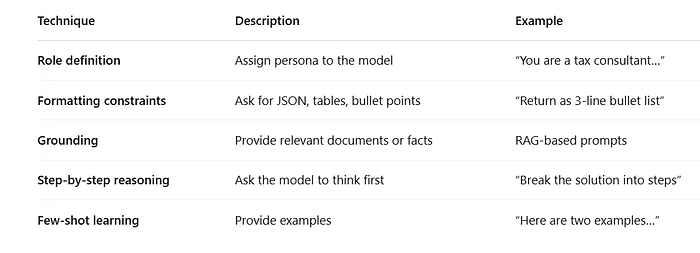 Technique Description Example
Role definition Assign persona to the model “You are a tax consultant…”
Formatting constraints Ask for JSON, tables, bullet points “Return as 3-line bullet list”
Grounding Provide relevant documents or facts RAG-based prompts
Step-by-step reasoning Ask the model to think first “Break the solution into steps”
Few-shot learning Provide examples “Here are two examples…”